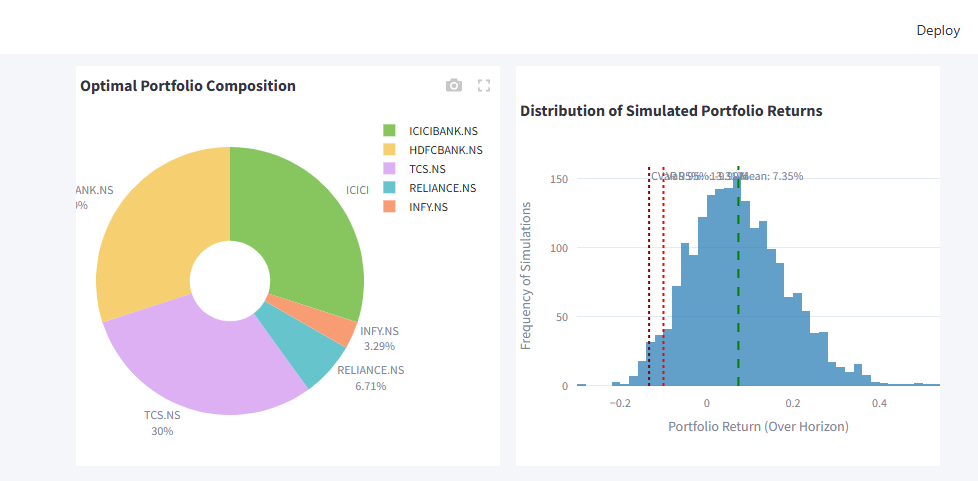 Deploy
Optimal Portfolio Composition
ICICIBANK.NS
HDFCBANK.NS
TCS.NS
RELIANCE.NS
INFY.NS
ANK.NS
ICICI
INFY.NS
3.29%
RELIANCE.NS
6.71%
TCS.NS
30%
Distribution of Simulated Portfolio Returns
Mean: 7.35%
Frequency of Simulations
150
100
50
0
−0.2
0
0.2
0.4
Portfolio Return (Over Horizon)